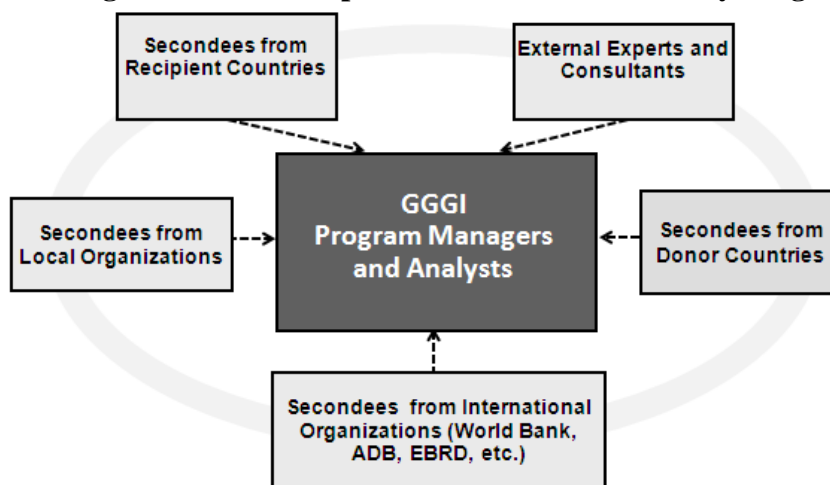 Secondees from
Recipient Countries
External Experts and
Consultants
GGGI
Program Managers
and Analysts
Secondees from
Local Organizations
Secondees from
Donor Countries
Secondees from International
Organizations (World Bank,
ADB, EBRD, etc.)